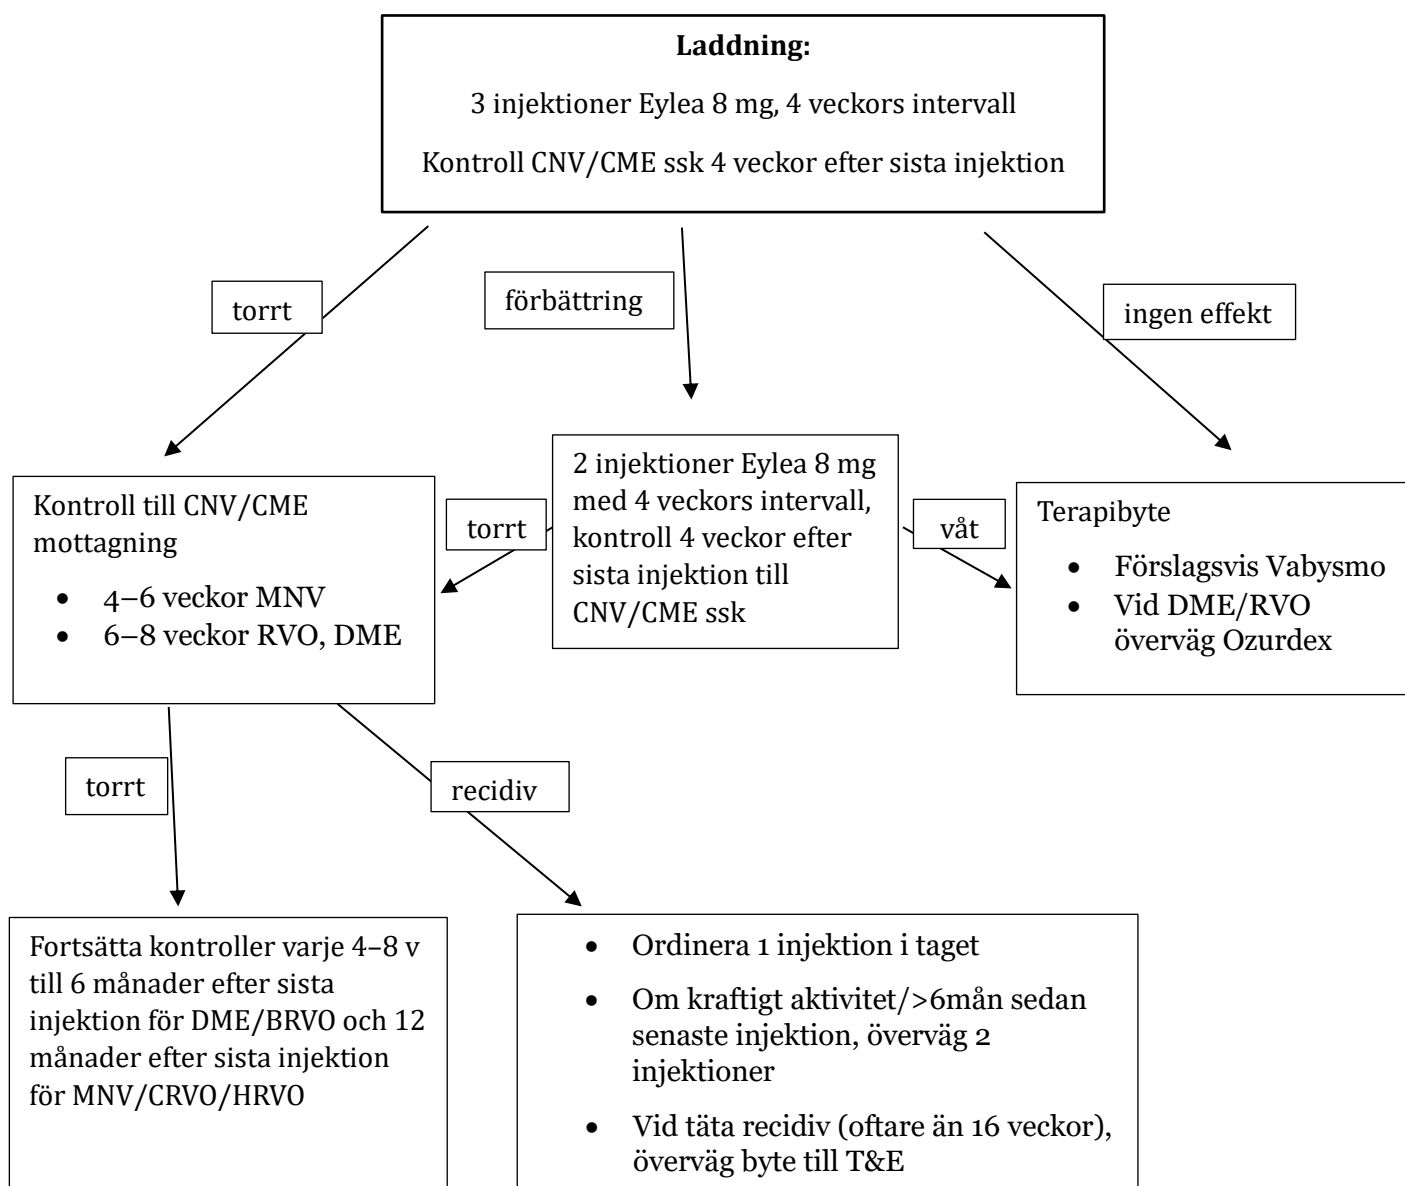 Laddning:
3 injektioner Eylea 8 mg, 4 veckors intervall
Kontroll CNV/CME ssk 4 veckor efter sista injektion
torrt
förbättring
ingen effekt
Kontroll till CNV/CME
mottagning
• 4–6 veckor MNV
• 6–8 veckor RVO, DME
torrt
2 injektioner Eylea 8 mg
med 4 veckors intervall,
kontroll 4 veckor efter
sista injektion till
CNV/CME ssk
våt
Terapibyte
• Förslagsvis Vabysmo
• Vid DME/RVO
överväg Ozurdex
torrt
recidiv
Fortsätta kontroller varje 4–8 v
till 6 månader efter sista
injektion för DME/BRVO och 12
månader efter sista injektion
för MNV/CRVO/HRVO
• Ordinera 1 injektion i taget
• Om kraftigt aktivitet/>6mån sedan
senaste injektion, överväg 2
injektioner
• Vid täta recidiv (oftare än 16 veckor),
överväg byte till T&E